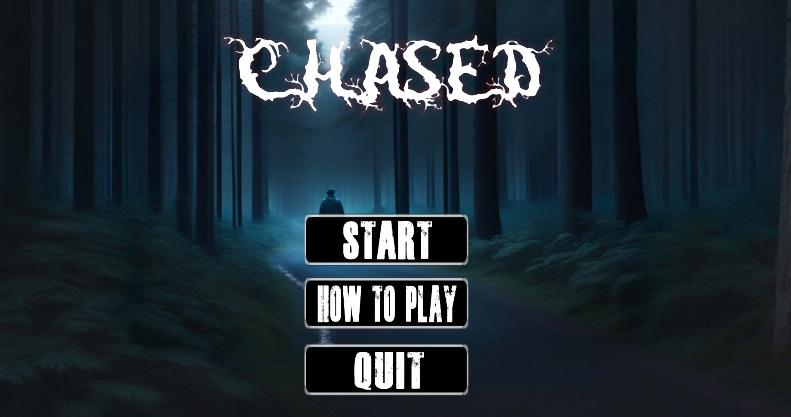 CHASED
START
HOW TO PLAY
QUIT